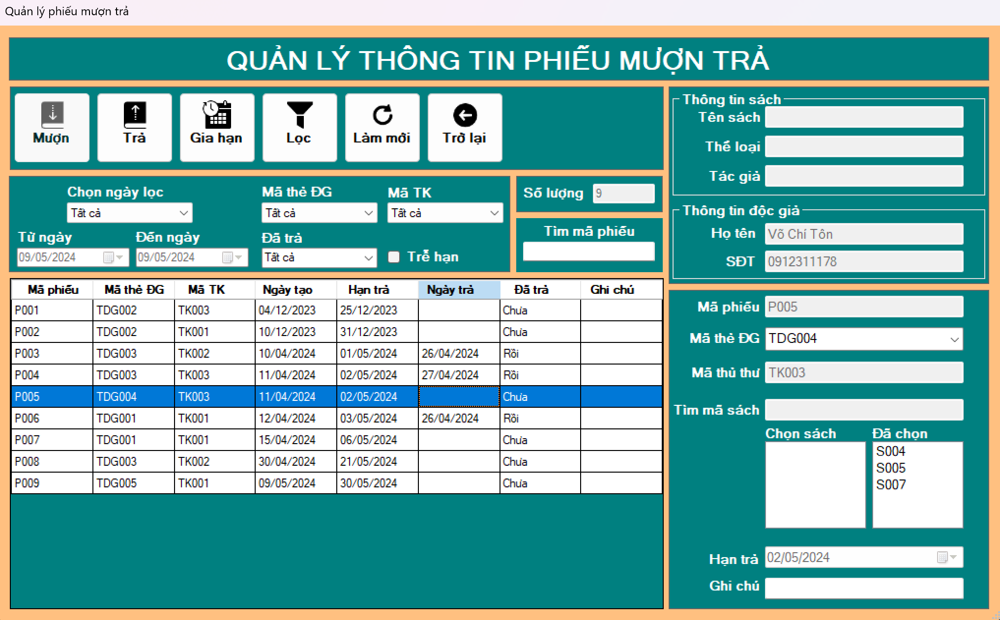 Quản lý phiếu mượn trả
QUẢN LÝ THÔNG TIN PHIẾU MƯỢN TRẢ
Mượn Trả Gia hạn Lọc Làm mới Trở lại
Chọn ngày lọc Mã thẻ ĐG Mã TK
Tất cả Tất cả Tất cả
Từ ngày Đến ngày Đã trả
09/05/2024 09/05/2024 Tất cả Trễ hạn
Số lượng 9
Tìm mã phiếu
Mã phiếu Mã thẻ ĐG Mã TK Ngày tạo Hạn trả Ngày trả Đã trả Ghi chú
P001 TDG002 TK003 04/12/2023 25/12/2023 Chưa
P002 TDG002 TK001 10/12/2023 31/12/2023 Chưa
P003 TDG003 TK002 10/04/2024 01/05/2024 26/04/2024 Rồi
P004 TDG003 TK003 11/04/2024 02/05/2024 27/04/2024 Rồi
P005 TDG004 TK003 11/04/2024 02/05/2024 Chưa
P006 TDG001 TK001 12/04/2024 03/05/2024 26/04/2024 Rồi
P007 TDG001 TK001 15/04/2024 06/05/2024 Chưa
P008 TDG003 TK002 30/04/2024 21/05/2024 Chưa
P009 TDG005 TK001 09/05/2024 30/05/2024 Chưa
Thông tin sách
Tên sách
Thể loại
Tác giả
Thông tin độc giả
Họ tên Võ Chí Tôn
SĐT 0912311178
Mã phiếu P005
Mã thẻ ĐG TDG004
Mã thủ thư TK003
Tìm mã sách
Chọn sách Đã chọn
S004
S005
S007
Hạn trả 02/05/2024
Ghi chú